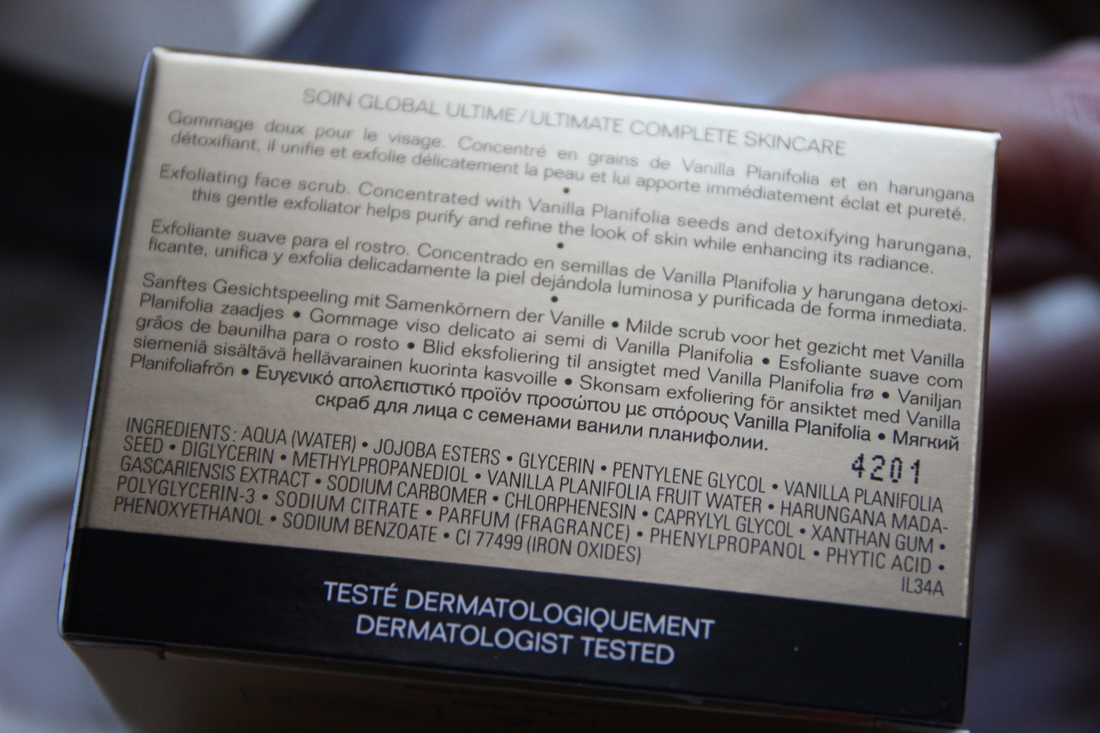 SOIN GLOBAL ULTIME/ULTIMATE COMPLETE SKINCARE
Gommage doux pour le visage. Concentré en grains de Vanilla Planifolia et en harungana
détoxifiant, il unifie et exfolie délicatement la peau et lui apporte immédiatement éclat et pureté.
•
Exfoliating face scrub. Concentrated with Vanilla Planifolia seeds and detoxifying harungana,
this gentle exfoliator helps purify and refine the look of skin while enhancing its radiance.
•
Exfoliante suave para el rostro. Concentrado en semillas de Vanilla Planifolia y harungana detoxi-
ficante, unifica y exfolia delicadamente la piel dejándola luminosa y purificada de forma inmediata.
•
Sanftes Gesichtspeeling mit Samenkörnern der Vanille • Milde scrub voor het gezicht met Vanilla
Planifolia zaadjes • Gommage viso delicato ai semi di Vanilla Planifolia • Esfoliante suave com
grãos de baunilha para o rosto • Blid eksfoliering til ansigtet med Vanilla Planifolia frø • Vaniljan
siemeniä sisältävä hellävarainen kuorinta kasvoille • Skonsam exfoliering för ansiktet med Vanilla
Planifoliafrön • Ευγενικό απολεπιστικό προϊόν προσώπου με σπόρους Vanilla Planifolia • Мягкий
скраб для лица с семенами ванили планифолии.
4201
INGREDIENTS: AQUA (WATER) • JOJOBA ESTERS • GLYCERIN • PENTYLENE GLYCOL • VANILLA PLANIFOLIA
SEED • DIGLYCERIN • METHYLPROPANEDIOL • VANILLA PLANIFOLIA FRUIT WATER • HARUNGANA MADA-
GASCARIENSIS EXTRACT • SODIUM CARBOMER • CHLORPHENESIN • CAPRYLYL GLYCOL • XANTHAN GUM •
POLYGLYCERIN-3 • SODIUM CITRATE • PARFUM (FRAGRANCE) • PHENYLPROPANOL • PHYTIC ACID •
PHENOXYETHANOL • SODIUM BENZOATE • CI 77499 (IRON OXIDES)
IL34A
TESTÉ DERMATOLOGIQUEMENT
DERMATOLOGIST TESTED